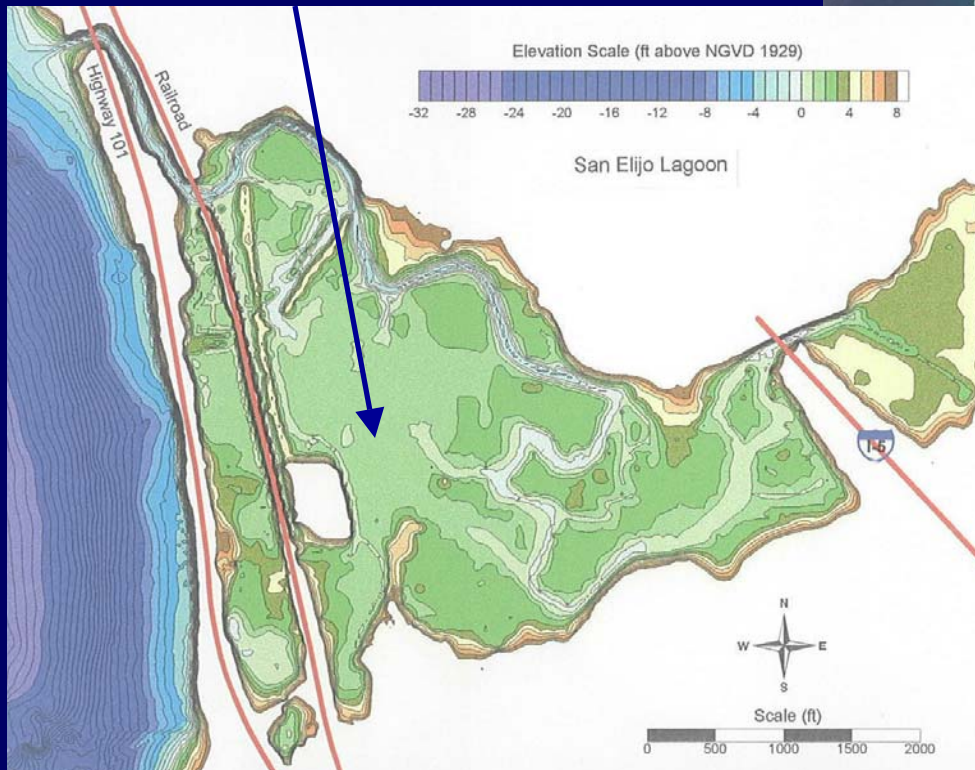 Elevation Scale (ft above NGVD 1929)
-32 -28 -24 -20 -16 -12 -8 -4 0 4 8
San Elijo Lagoon
Highway 101
Railroad
I-5
N
W E
S
Scale (ft)
0 500 1000 1500 2000